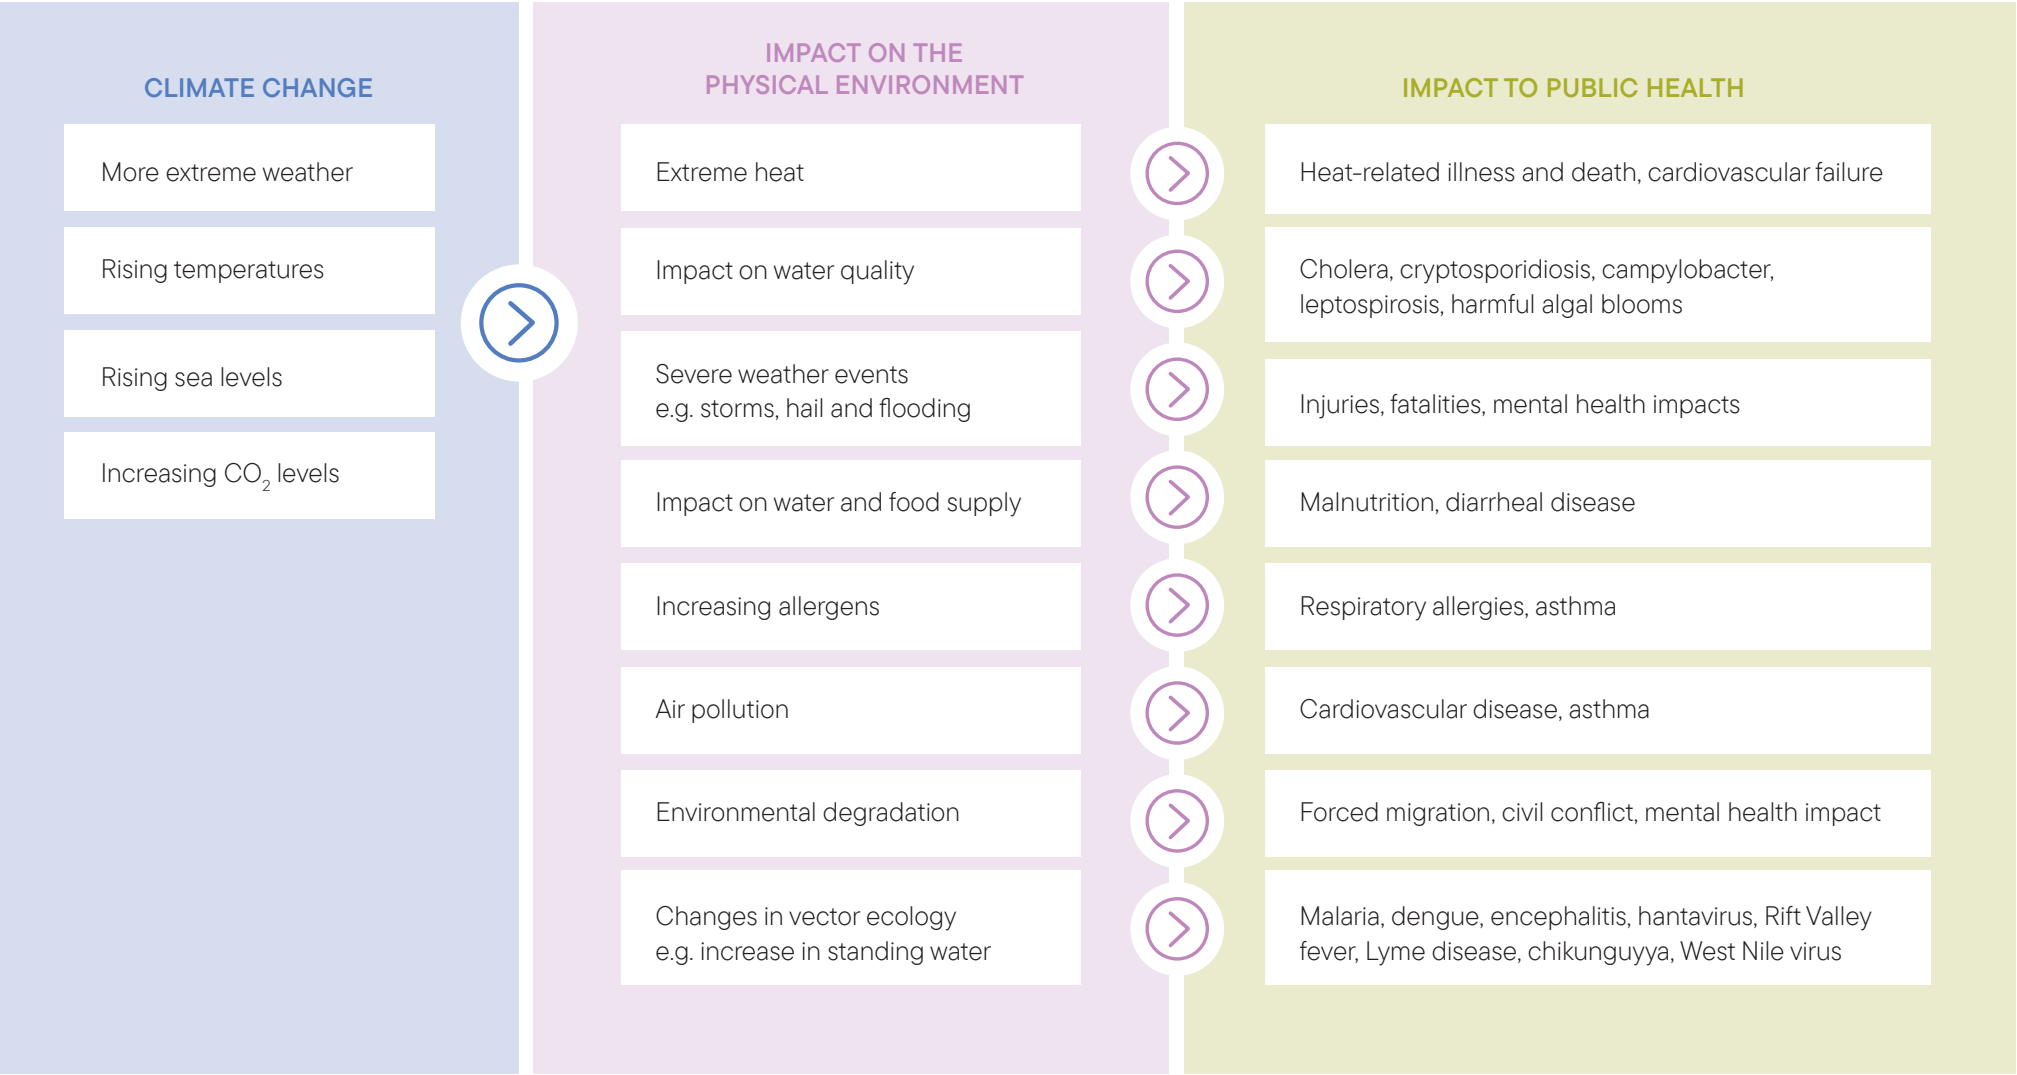 CLIMATE CHANGE
More extreme weather
Rising temperatures
Rising sea levels
Increasing CO₂ levels
IMPACT ON THE
PHYSICAL ENVIRONMENT
Extreme heat
Impact on water quality
Severe weather events
e.g. storms, hail and flooding
Impact on water and food supply
Increasing allergens
Air pollution
Environmental degradation
Changes in vector ecology
e.g. increase in standing water
IMPACT TO PUBLIC HEALTH
Heat-related illness and death, cardiovascular failure
Cholera, cryptosporidiosis, campylobacter,
leptospirosis, harmful algal blooms
Injuries, fatalities, mental health impacts
Malnutrition, diarrheal disease
Respiratory allergies, asthma
Cardiovascular disease, asthma
Forced migration, civil conflict, mental health impact
Malaria, dengue, encephalitis, hantavirus, Rift Valley
fever, Lyme disease, chikunguyya, West Nile virus